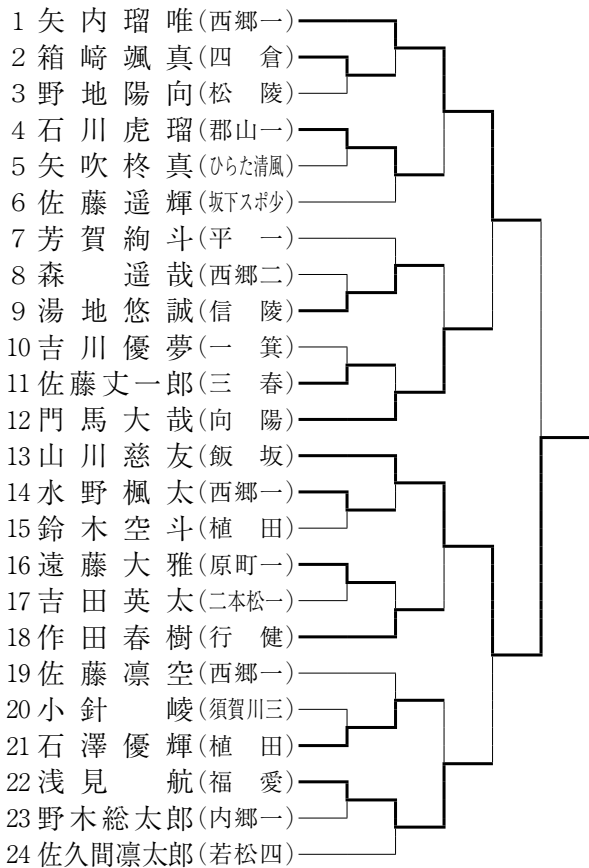 1 矢内瑠唯(西郷一)
2 箱﨑颯真(四倉)
3 野地陽向(松陵)
4 石川虎瑠(郡山一)
5 矢吹柊真(ひらた清風)
6 佐藤遥輝(坂下スポ少)
7 芳賀絢斗(平一)
8 森遥哉(西郷二)
9 湯地悠誠(信陵)
10 吉川優夢(一箕)
11 佐藤丈一郎(三春)
12 門馬大哉(向陽)
13 山川慈友(飯坂)
14 水野楓太(西郷一)
15 鈴木空斗(植田)
16 遠藤大雅(原町一)
17 吉田英太(二本松一)
18 作田春樹(行健)
19 佐藤凛空(西郷一)
20 小針崚(須賀川三)
21 石澤優輝(植田)
22 浅見航(福愛)
23 野木総太郎(内郷一)
24 佐久間凛太郎(若松四)